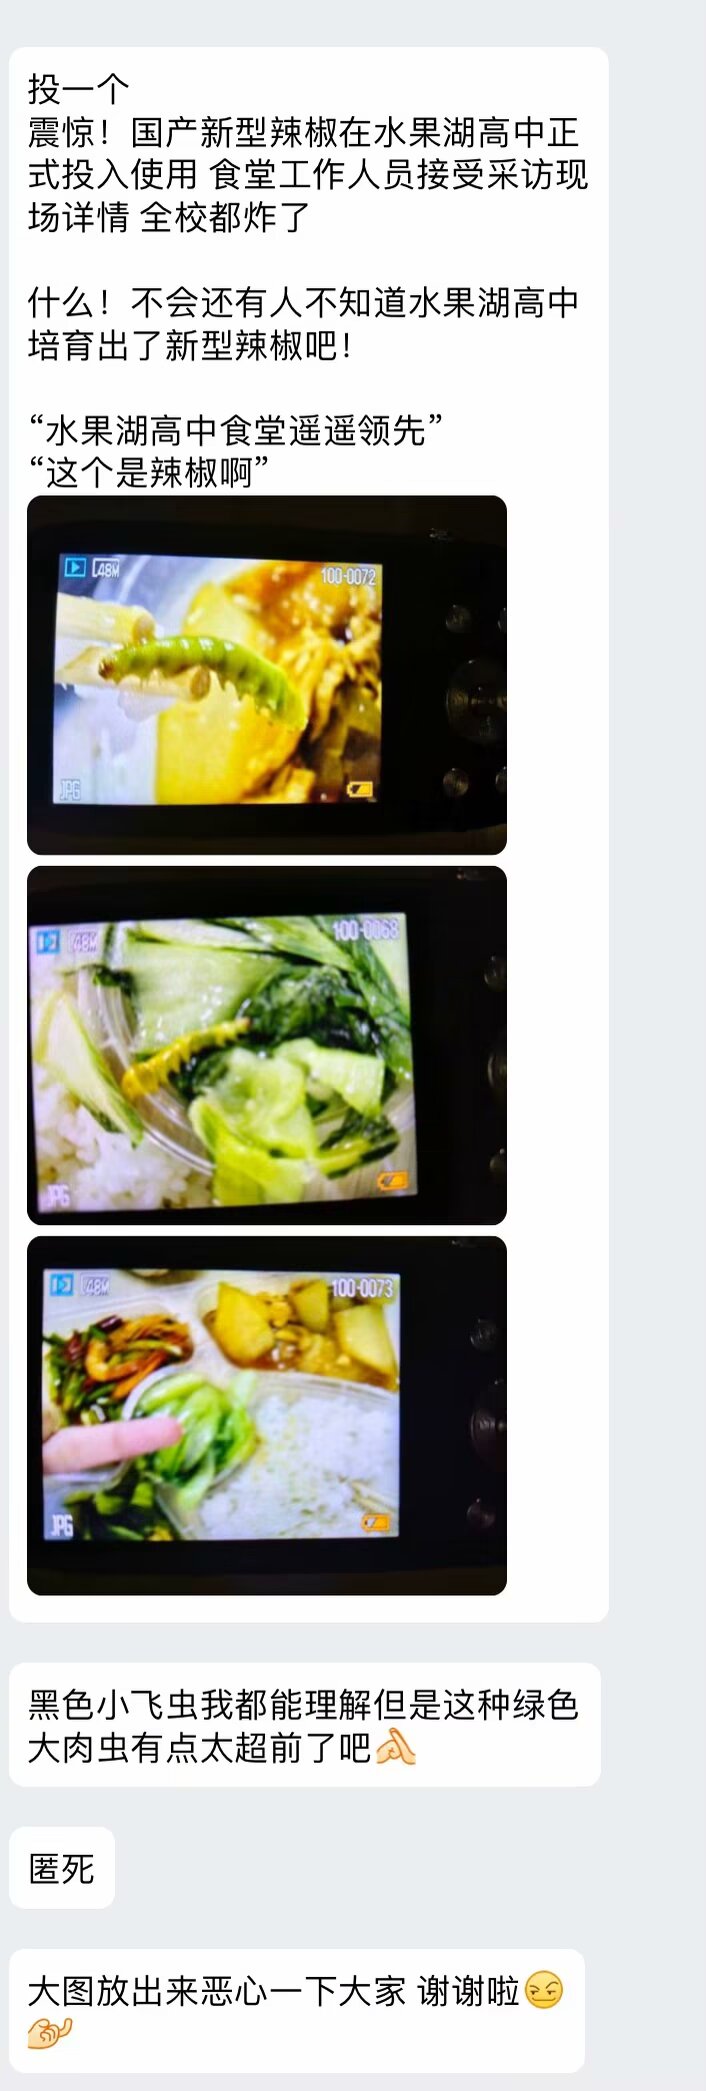 投一个
震惊！国产新型辣椒在水果湖高中正
式投入使用 食堂工作人员接受采访现
场详情 全校都炸了
什么！不会还有人不知道水果湖高中
培育出了新型辣椒吧！
“水果湖高中食堂遥遥领先”
“这个是辣椒啊”
48M
100-0072
JPG
48M
100-0068
JPG
48M
100-0073
JPG
黑色小飞虫我都能理解但是这种绿色
大肉虫有点太超前了吧
匿死
大图放出来恶心一下大家 谢谢啦